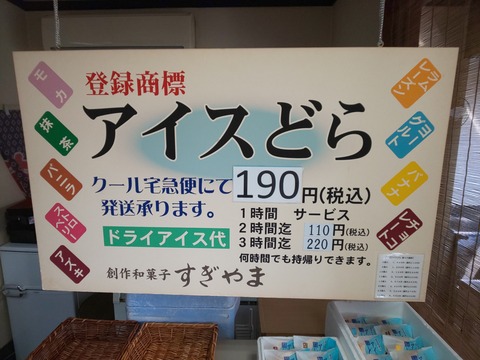 登録商標
アイスどら
モカ
抹茶
バニラ
ストロベリー
アズキ
ラムレーズン
ヨーグルト
バナナ
チョコレート
クール宅急便にて
発送承ります。
190円(税込)
ドライアイス代
1時間 サービス
2時間迄 110円(税込)
3時間迄 220円(税込)
何時間でも持帰りできます。
創作和菓子 すぎやま